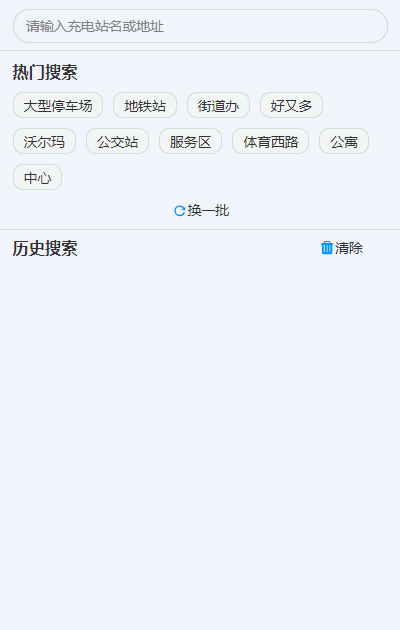 请输入充电站名或地址
热门搜索
大型停车场 地铁站 街道办 好又多
沃尔玛 公交站 服务区 体育西路 公寓
中心
换一批
历史搜索 清除